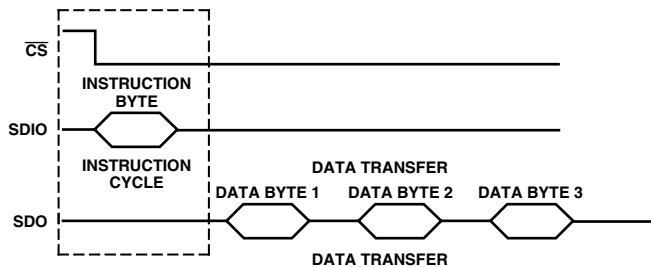 CS
INSTRUCTION
BYTE
SDIO
INSTRUCTION
CYCLE
DATA TRANSFER
DATA BYTE 1 DATA BYTE 2 DATA BYTE 3
SDO
DATA TRANSFER